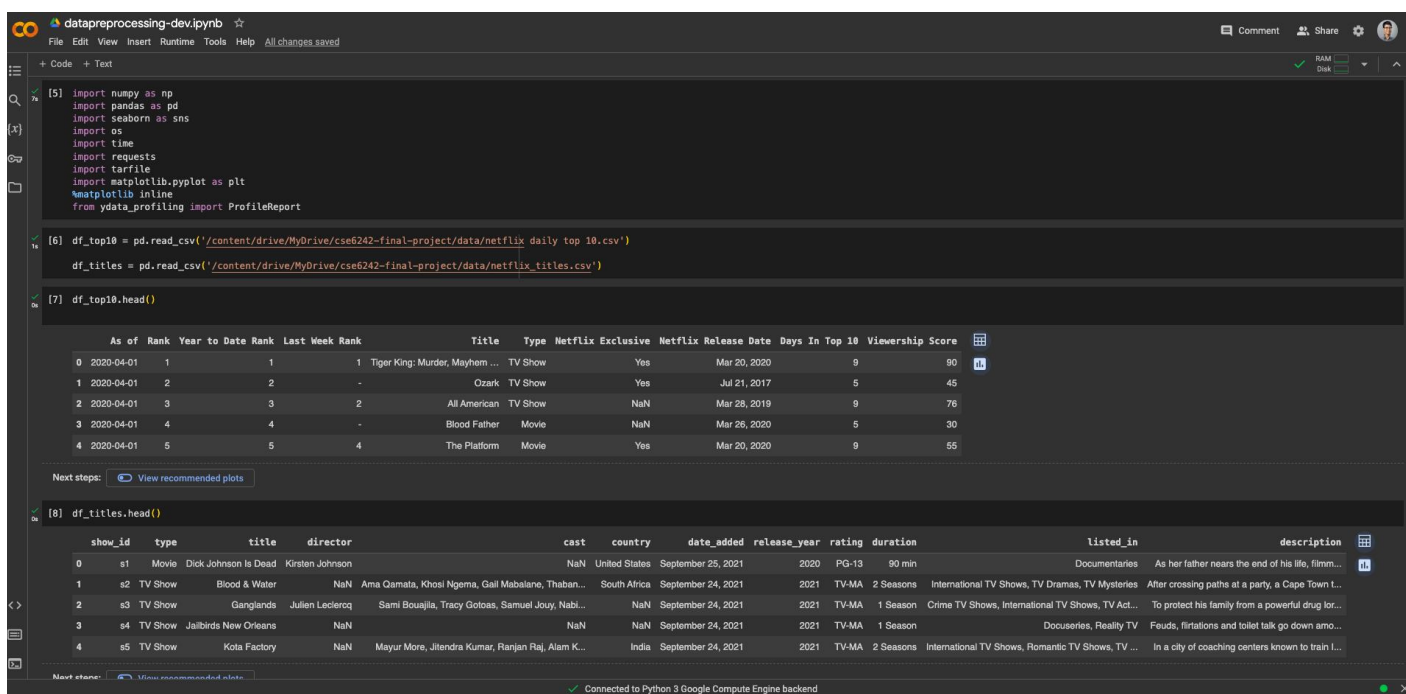 datapreprocessing-dev.ipynb
File Edit View Insert Runtime Tools Help All changes saved
Comment Share
+ Code + Text
RAM
Disk
7s [5] import numpy as np
import pandas as pd
import seaborn as sns
import os
import time
import requests
import tarfile
import matplotlib.pyplot as plt
%matplotlib inline
from ydata_profiling import ProfileReport
1s [6] df_top10 = pd.read_csv('/content/drive/MyDrive/cse6242-final-project/data/netflix daily top 10.csv')
df_titles = pd.read_csv('/content/drive/MyDrive/cse6242-final-project/data/netflix_titles.csv')
0s [7] df_top10.head()
As of Rank Year to Date Rank Last Week Rank Title Type Netflix Exclusive Netflix Release Date Days In Top 10 Viewership Score
0 2020-04-01 1 1 1 Tiger King: Murder, Mayhem ... TV Show Yes Mar 20, 2020 9 90
1 2020-04-01 2 2 - Ozark TV Show Yes Jul 21, 2017 5 45
2 2020-04-01 3 3 2 All American TV Show NaN Mar 28, 2019 9 76
3 2020-04-01 4 4 - Blood Father Movie NaN Mar 26, 2020 5 30
4 2020-04-01 5 5 4 The Platform Movie Yes Mar 20, 2020 9 55
Next steps: View recommended plots
0s [8] df_titles.head()
show_id type title director cast country date_added release_year rating duration listed_in description
0 s1 Movie Dick Johnson Is Dead Kirsten Johnson NaN United States September 25, 2021 2020 PG-13 90 min Documentaries As her father nears the end of his life, filmm...
1 s2 TV Show Blood & Water NaN Ama Qamata, Khosi Ngema, Gail Mabalane, Thaban... South Africa September 24, 2021 2021 TV-MA 2 Seasons International TV Shows, TV Dramas, TV Mysteries After crossing paths at a party, a Cape Town t...
2 s3 TV Show Ganglands Julien Leclercq Sami Bouajila, Tracy Gotoas, Samuel Jouy, Nabi... NaN September 24, 2021 2021 TV-MA 1 Season Crime TV Shows, International TV Shows, TV Act... To protect his family from a powerful drug lor...
3 s4 TV Show Jailbirds New Orleans NaN NaN NaN September 24, 2021 2021 TV-MA 1 Season Docuseries, Reality TV Feuds, flirtations and toilet talk go down amo...
4 s5 TV Show Kota Factory NaN Mayur More, Jitendra Kumar, Ranjan Raj, Alam K... India September 24, 2021 2021 TV-MA 2 Seasons International TV Shows, Romantic TV Shows, TV ... In a city of coaching centers known to train I...
Next steps: View recommended plots
Connected to Python 3 Google Compute Engine backend